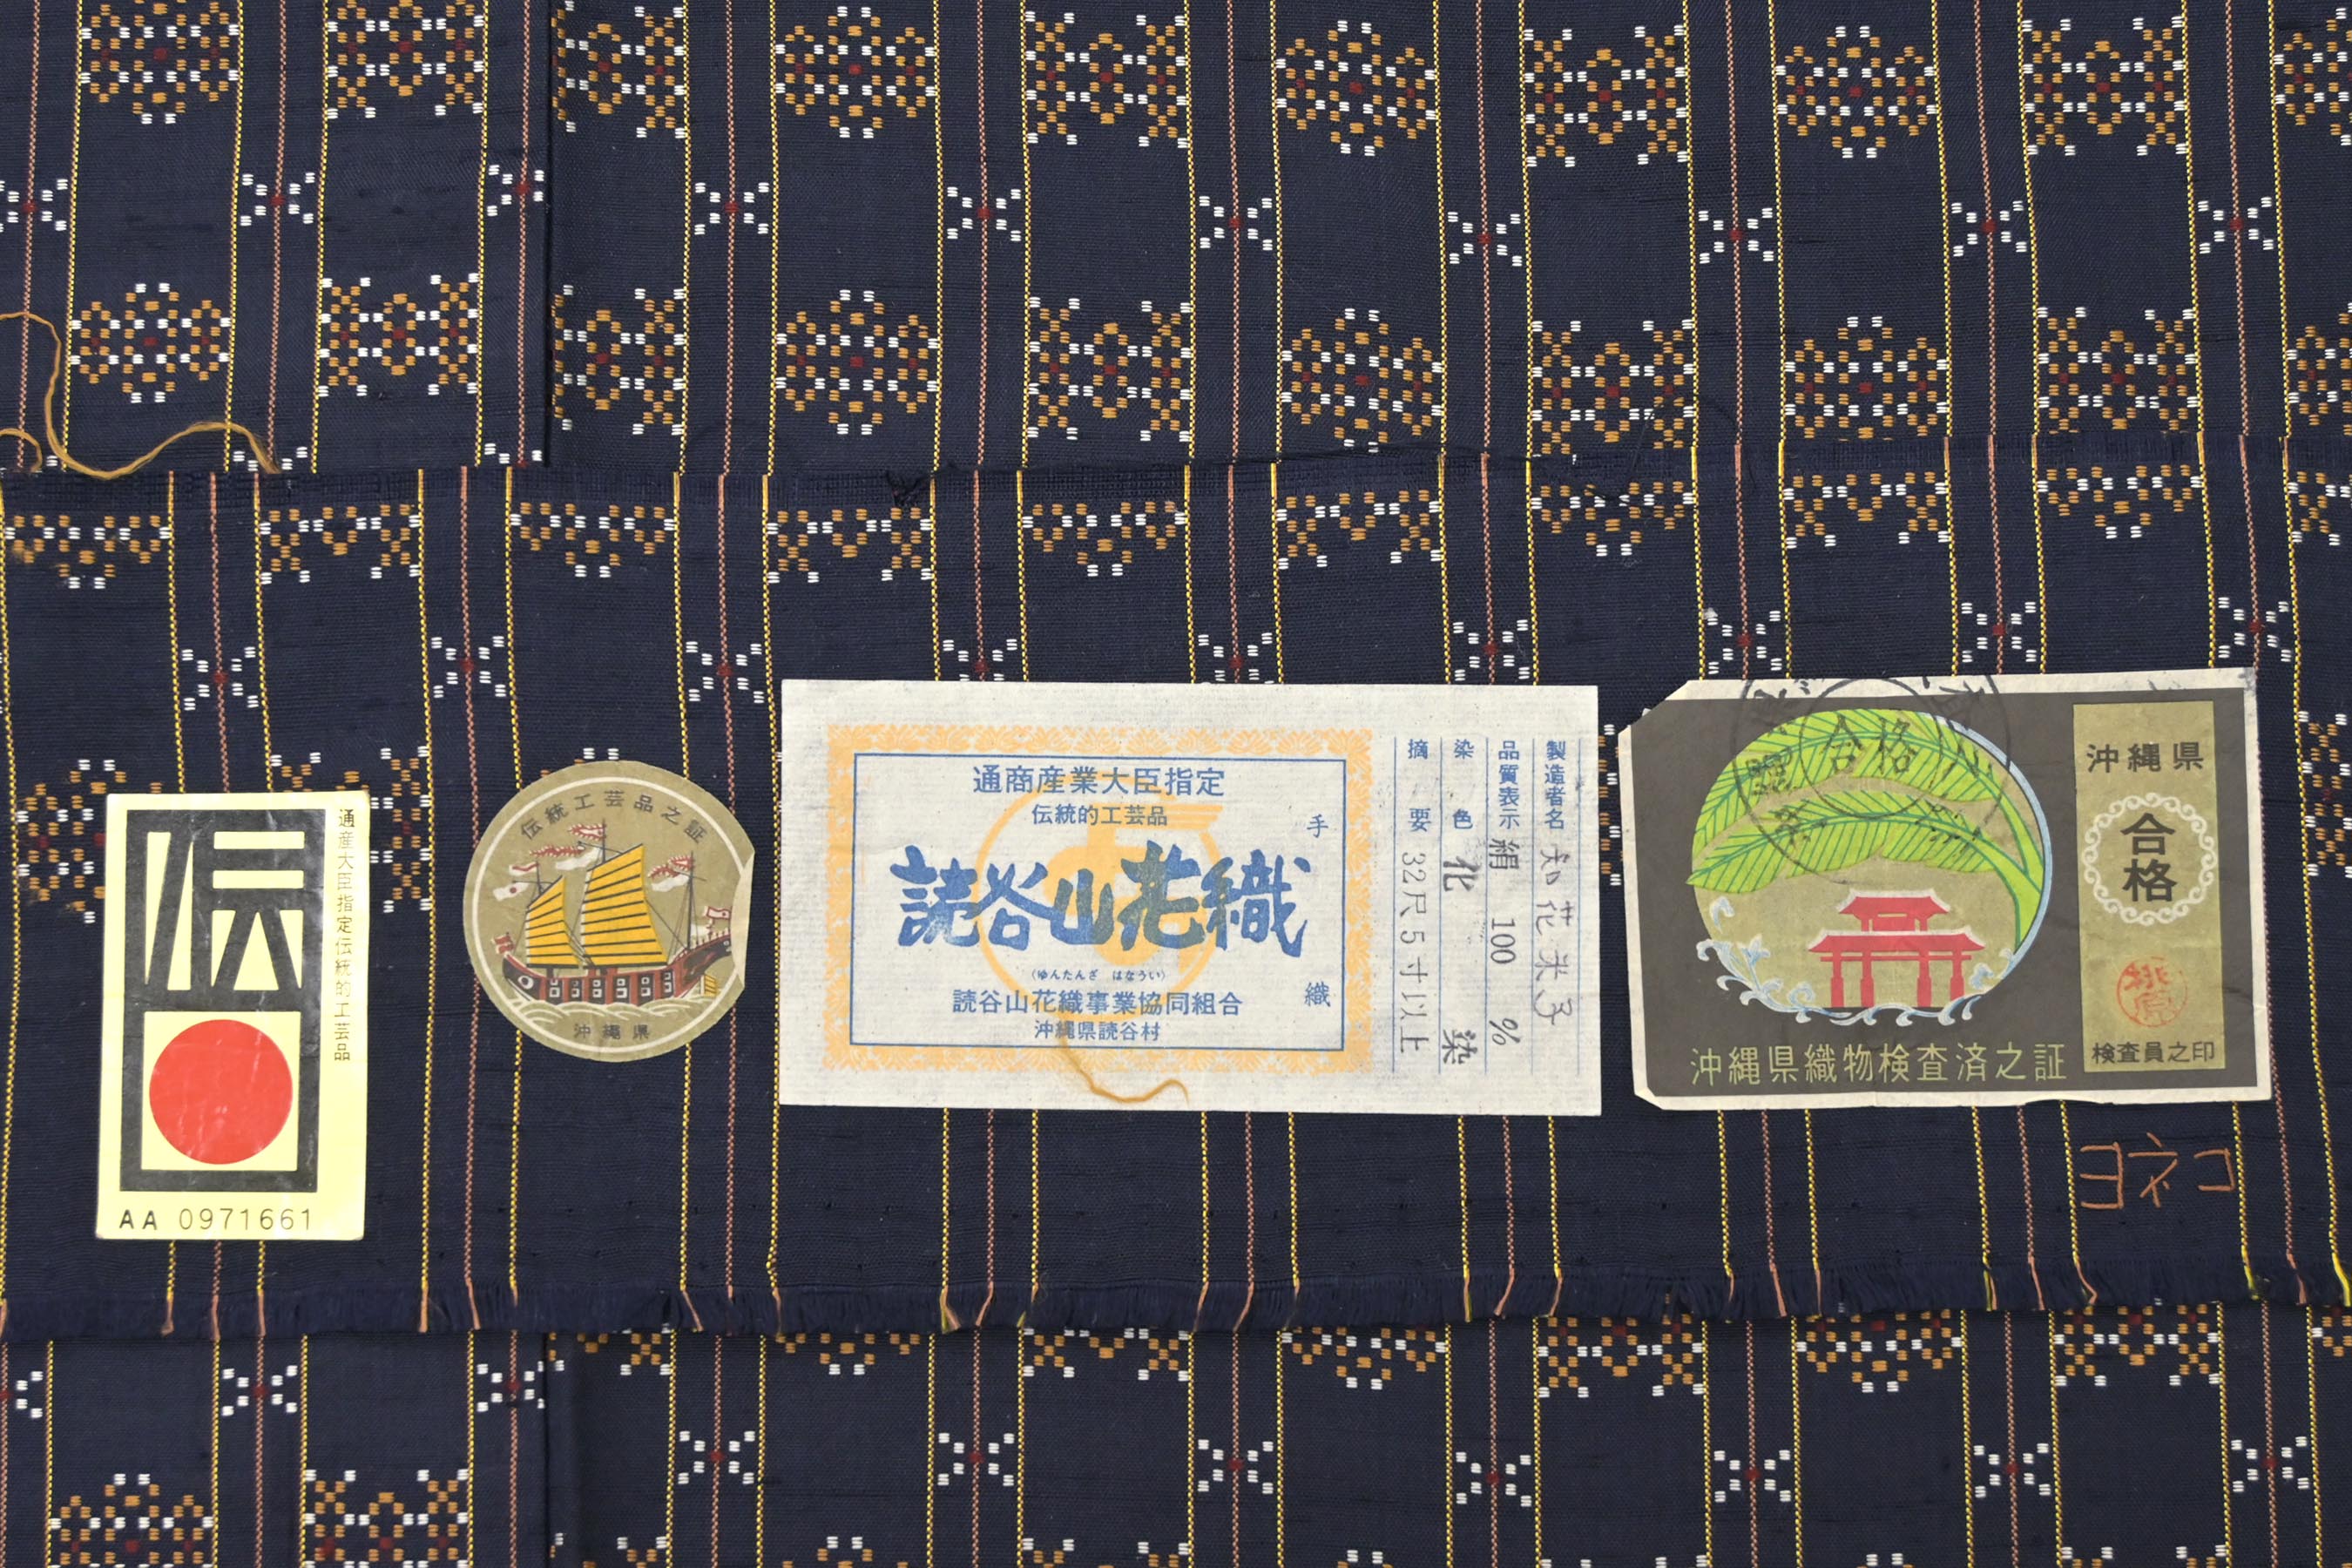 伝
通産大臣指定伝統的工芸品
AA 0971661
伝統工芸品之証
沖縄県
通商産業大臣指定
伝統的工芸品
手織
読谷山花織
(ゆんたんざ はなうい)
読谷山花織事業協同組合
沖縄県読谷村
製造者名 知花米子
品質表示 絹 100 %
染色 化染
摘要 32尺5寸以上
合格
沖縄県
合格
桃原
検査員之印
沖縄県織物検査済之証
ヨネコ